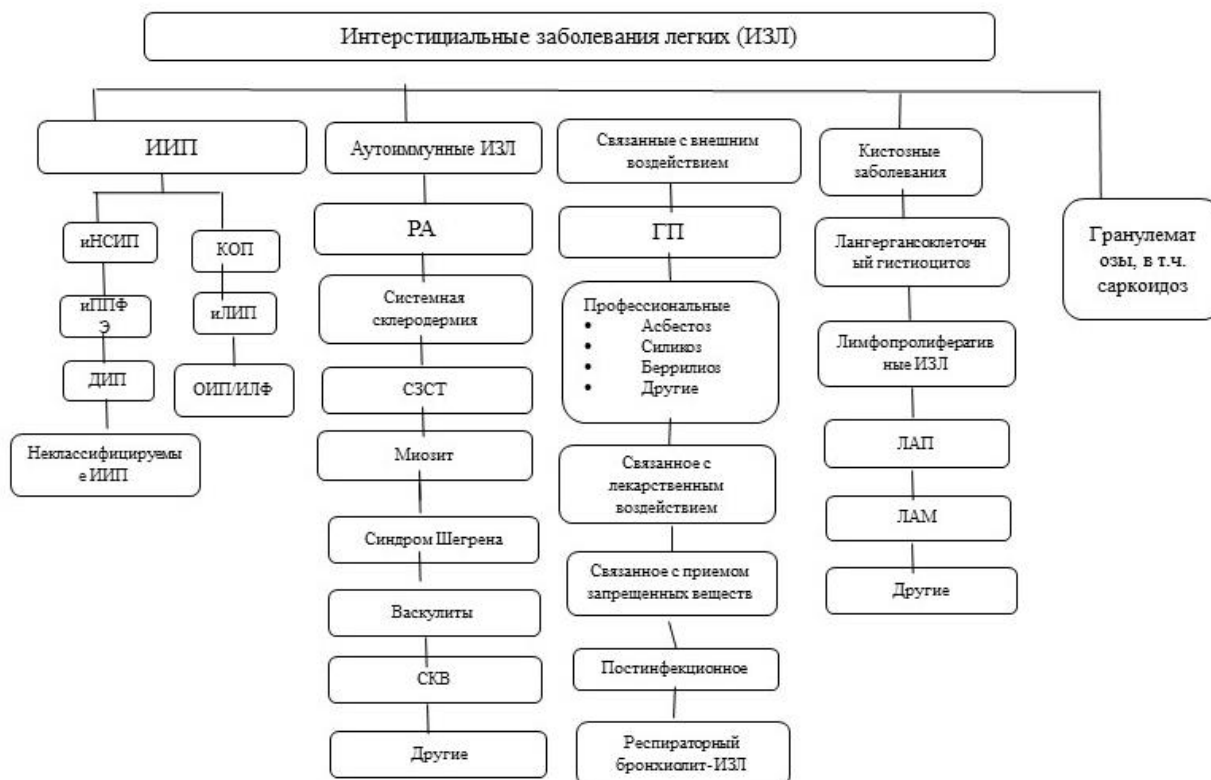 Интерстициальные заболевания легких (ИЗЛ)
ИИП
иНСИП
иППФ
Э
ДИП
Неклассифицируемы
е ИИП
КОП
иЛИП
ОИП/ИЛФ
Аутоиммунные ИЗЛ
РА
Системная
склеродермия
СЗСТ
Миозит
Синдром Шегрена
Васкулиты
СКВ
Другие
Связанные с внешним
воздействием
ГП
Профессиональные
• Асбестоз
• Силикоз
• Беррилиоз
• Другие
Связанное с
лекарственным
воздействием
Связанное с приемом
запрещенных веществ
Постинфекционное
Респираторный
бронхиолит-ИЗЛ
Кистозные
заболевания
Лангергансоклеточн
ый гистиоцитоз
Лимфопролифератив
ные ИЗЛ
ЛАП
ЛАМ
Другие
Гранулемат
озы, в т.ч.
саркоидоз